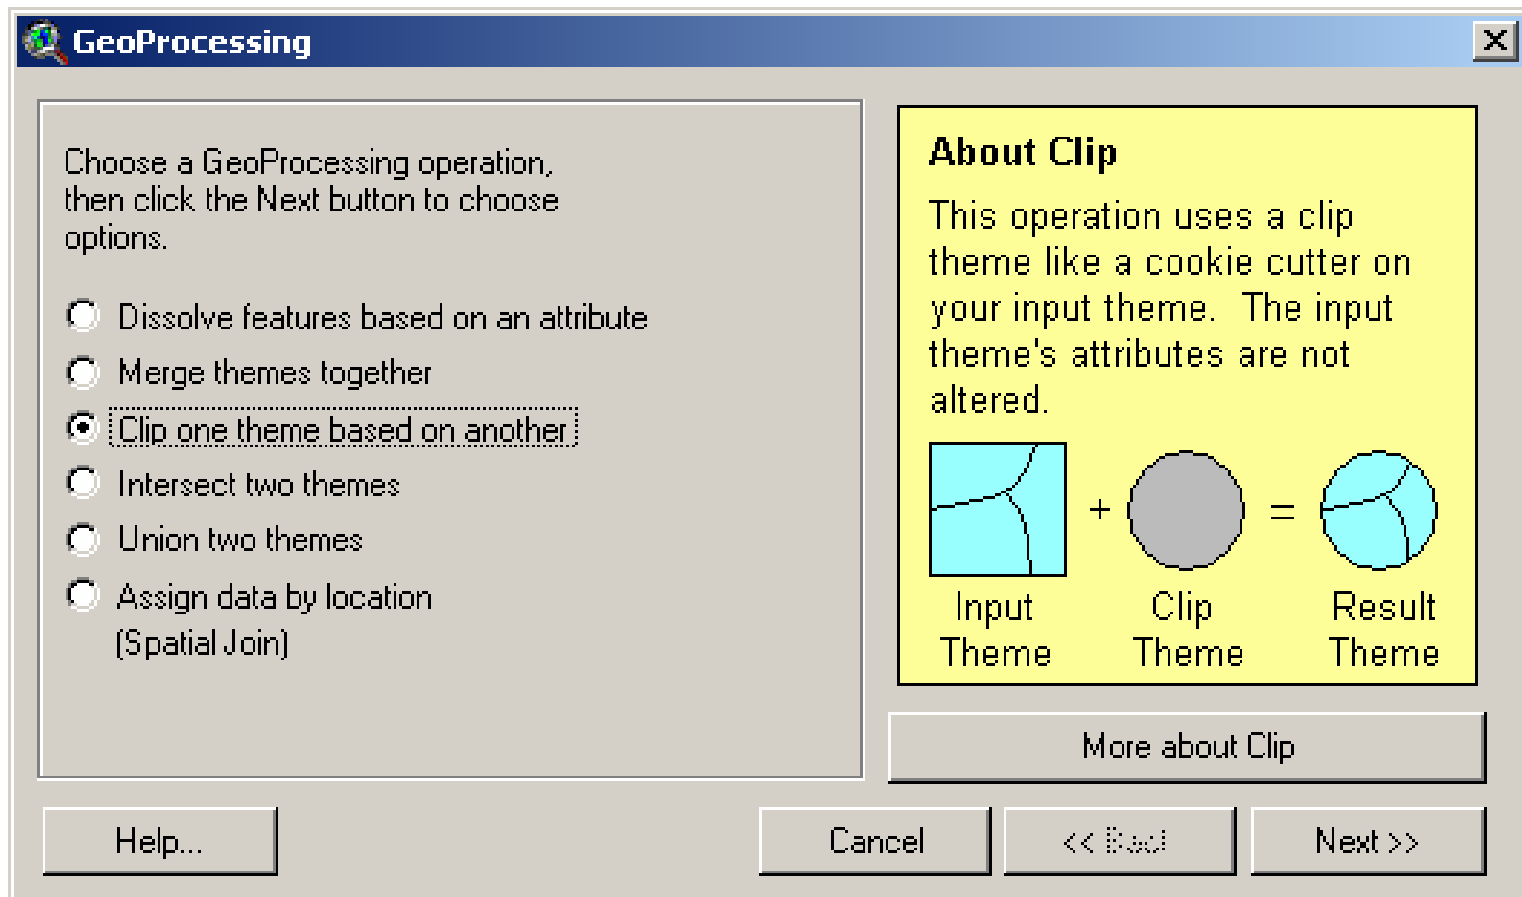 GeoProcessing
Choose a GeoProcessing operation,
then click the Next button to choose
options.
Dissolve features based on an attribute
Merge themes together
Clip one theme based on another
Intersect two themes
Union two themes
Assign data by location
(Spatial Join)
About Clip
This operation uses a clip
theme like a cookie cutter on
your input theme. The input
theme's attributes are not
altered.
+ =
Input Clip Result
Theme Theme Theme
More about Clip
Help... Cancel << Back Next >>